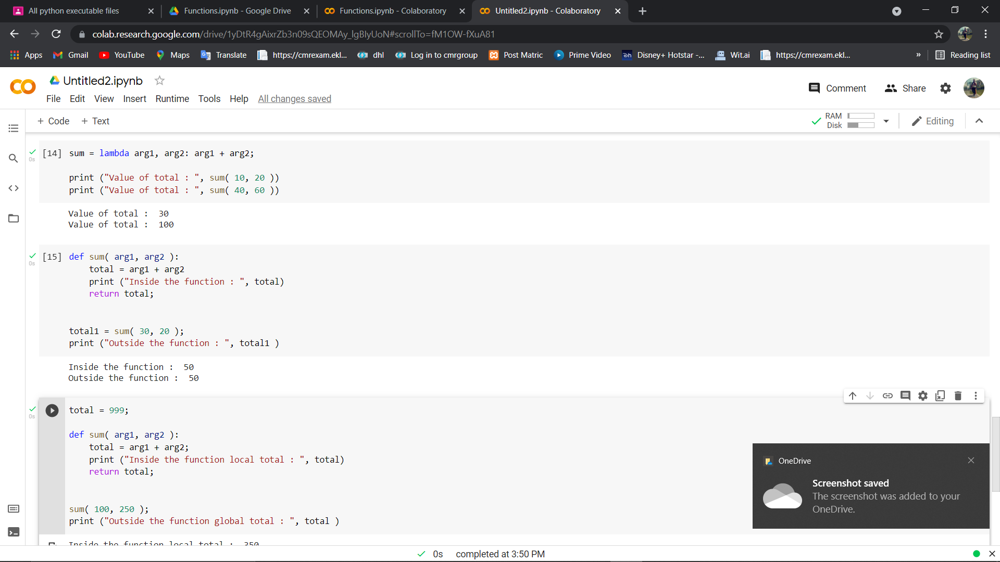 All python executable files
Functions.ipynb - Google Drive
Functions.ipynb - Colaboratory
Untitled2.ipynb - Colaboratory
colab.research.google.com/drive/1yDtR4gAixrZb3n09sQEOMAy_lgBlyUoN#scrollTo=fM1OW-fXuA81
Apps Gmail YouTube Maps Translate https://cmrexam.ekl... dhl Log in to cmrgroup Post Matric Prime Video Disney+ Hotstar -... Wit.ai https://cmrexam.ekl... » Reading list
Untitled2.ipynb
File Edit View Insert Runtime Tools Help All changes saved
Comment Share
+ Code + Text
RAM
Disk
Editing
[14] sum = lambda arg1, arg2: arg1 + arg2;
0s
print ("Value of total : ", sum( 10, 20 ))
print ("Value of total : ", sum( 40, 60 ))
Value of total :  30
Value of total :  100
[15] def sum( arg1, arg2 ):
0s
total = arg1 + arg2
print ("Inside the function : ", total)
return total;
total1 = sum( 30, 20 );
print ("Outside the function : ", total1 )
Inside the function :  50
Outside the function :  50
total = 999;
0s
def sum( arg1, arg2 ):
total = arg1 + arg2;
print ("Inside the function local total : ", total)
return total;
sum( 100, 250 );
print ("Outside the function global total : ", total )
Inside the function local total :  350
OneDrive
Screenshot saved
The screenshot was added to your
OneDrive.
0s completed at 3:50 PM